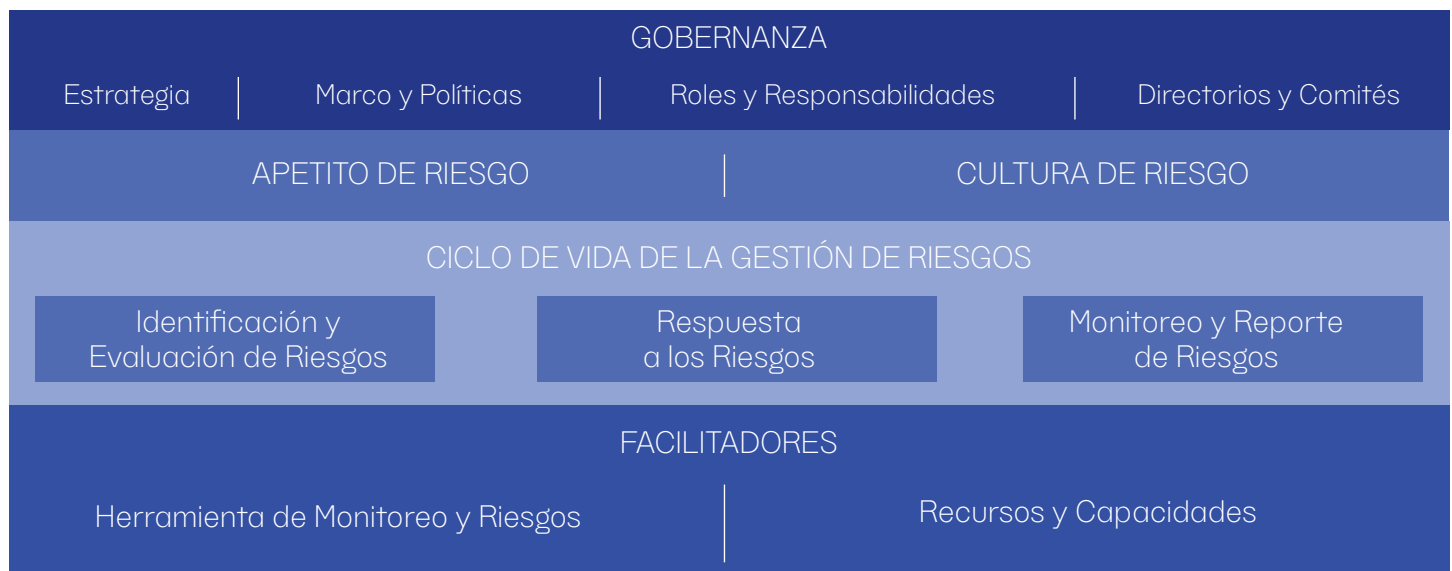 GOBERNANZA
Estrategia | Marco y Políticas | Roles y Responsabilidades | Directorios y Comités
APETITO DE RIESGO | CULTURA DE RIESGO
CICLO DE VIDA DE LA GESTIÓN DE RIESGOS
Identificación y
Evaluación de Riesgos
Respuesta
a los Riesgos
Monitoreo y Reporte
de Riesgos
FACILITADORES
Herramienta de Monitoreo y Riesgos | Recursos y Capacidades